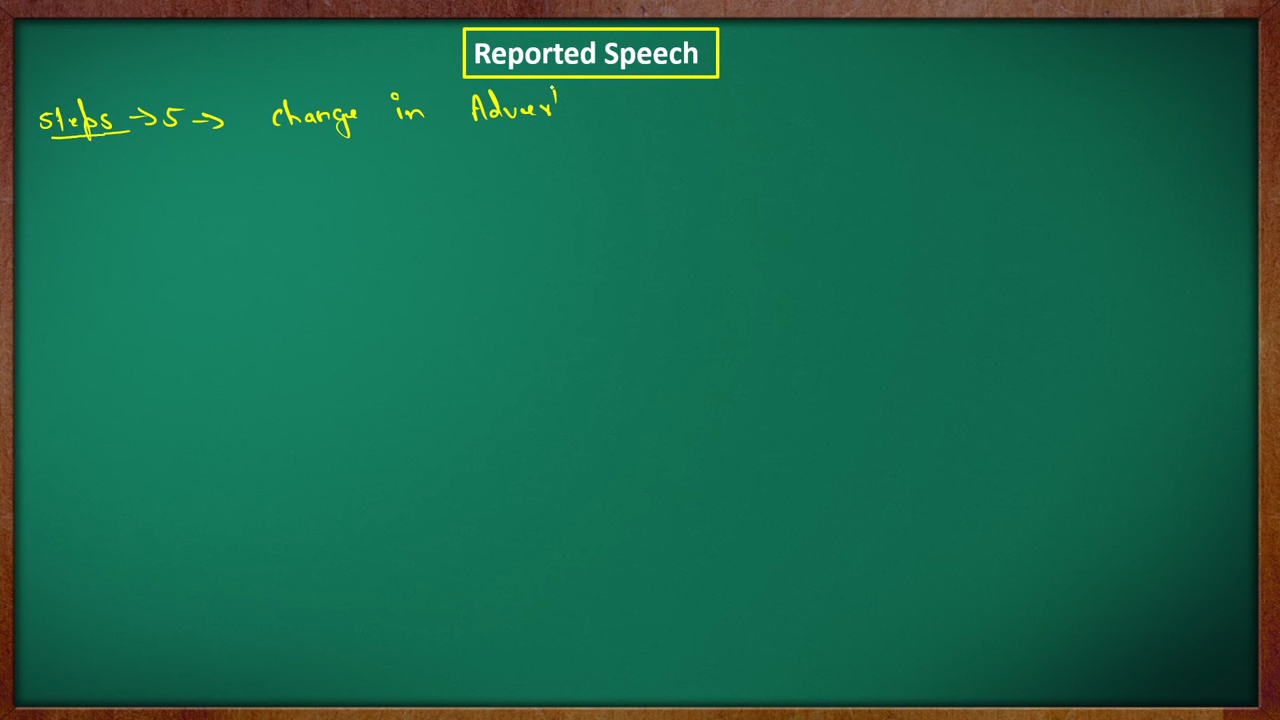 Reported Speech
steps → 5 → change in Adver